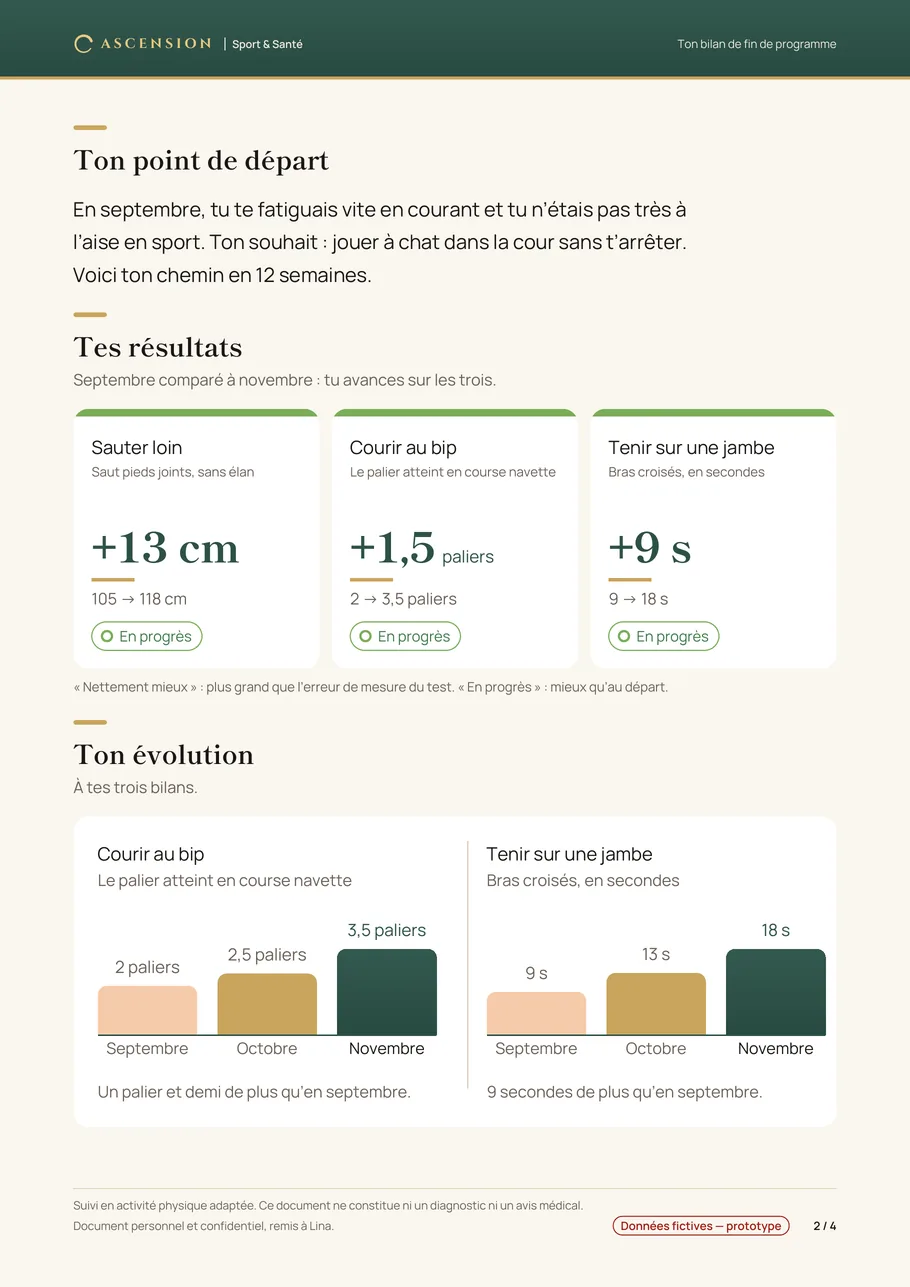 ASCENSION | Sport & Santé
Ton bilan de fin de programme
Ton point de départ
En septembre, tu te fatiguais vite en courant et tu n'étais pas très à
l'aise en sport. Ton souhait : jouer à chat dans la cour sans t'arrêter.
Voici ton chemin en 12 semaines.
Tes résultats
Septembre comparé à novembre : tu avances sur les trois.
Sauter loin
Saut pieds joints, sans élan
+13 cm
105 → 118 cm
En progrès
Courir au bip
Le palier atteint en course navette
+1,5 paliers
2 → 3,5 paliers
En progrès
Tenir sur une jambe
Bras croisés, en secondes
+9 s
9 → 18 s
En progrès
« Nettement mieux » : plus grand que l'erreur de mesure du test. « En progrès » : mieux qu'au départ.
Ton évolution
À tes trois bilans.
Courir au bip
Le palier atteint en course navette
2 paliers
2,5 paliers
3,5 paliers
Septembre
Octobre
Novembre
Un palier et demi de plus qu'en septembre.
Tenir sur une jambe
Bras croisés, en secondes
9 s
13 s
18 s
Septembre
Octobre
Novembre
9 secondes de plus qu'en septembre.
Suivi en activité physique adaptée. Ce document ne constitue ni un diagnostic ni un avis médical.
Document personnel et confidentiel, remis à Lina.
Données fictives — prototype
2 / 4